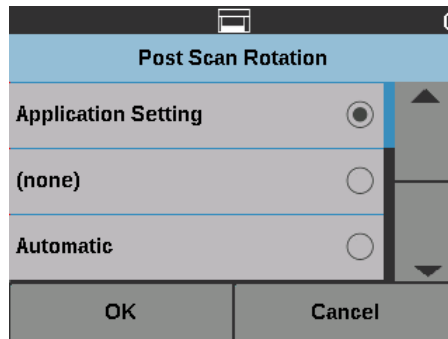 Post Scan Rotation
Application Setting
(none)
Automatic
OK
Cancel